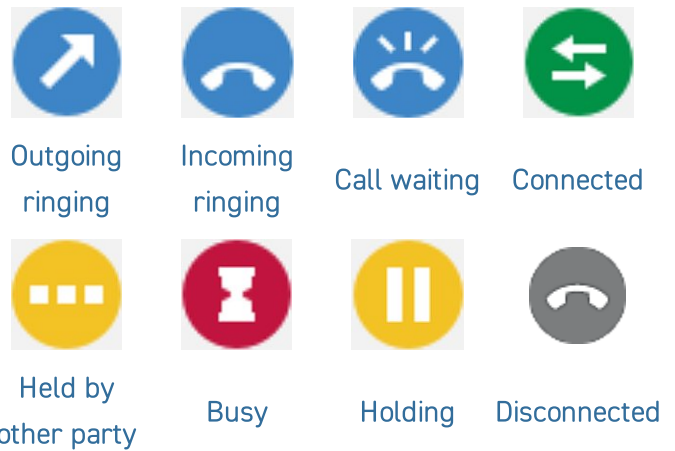 Outgoing
ringing
Incoming
ringing
Call waiting
Connected
Held by
other party
Busy
Holding
Disconnected